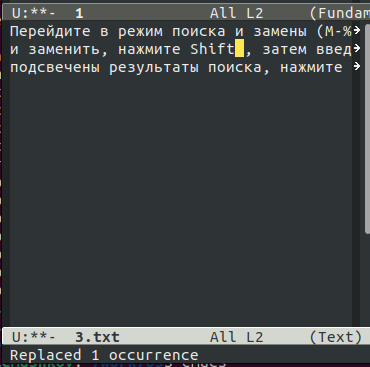 U:**-  1               All L2     (Fundam
Перейдите в режим поиска и замены (M-%
и заменить, нажмите Shift , затем введ
подсвечены результаты поиска, нажмите
U:**-  3.txt           All L2     (Text)
Replaced 1 occurrence